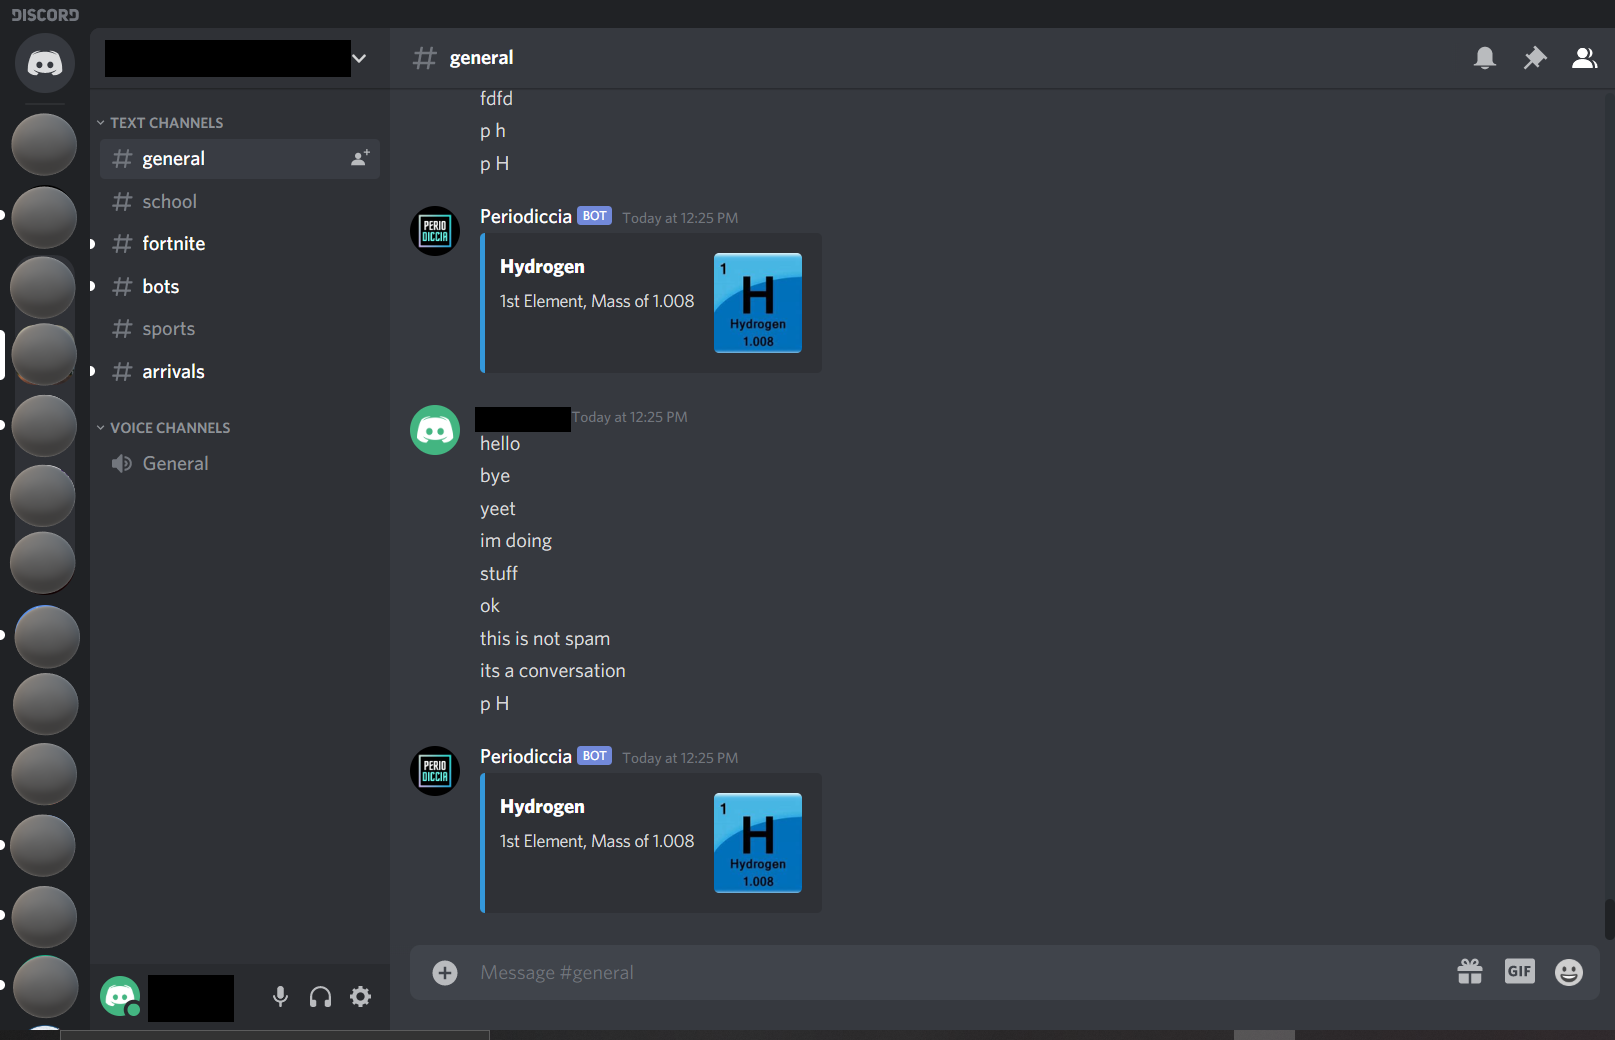 DISCORD
TEXT CHANNELS
general
school
fortnite
bots
sports
arrivals
VOICE CHANNELS
General
# general
fdfd
p h
p H
PERIO
DICCIA
Periodiccia BOT Today at 12:25 PM
Hydrogen
1st Element, Mass of 1.008
1
H
Hydrogen
1.008
Today at 12:25 PM
hello
bye
yeet
im doing
stuff
ok
this is not spam
its a conversation
p H
PERIO
DICCIA
Periodiccia BOT Today at 12:25 PM
Hydrogen
1st Element, Mass of 1.008
1
H
Hydrogen
1.008
Message #general
GIF